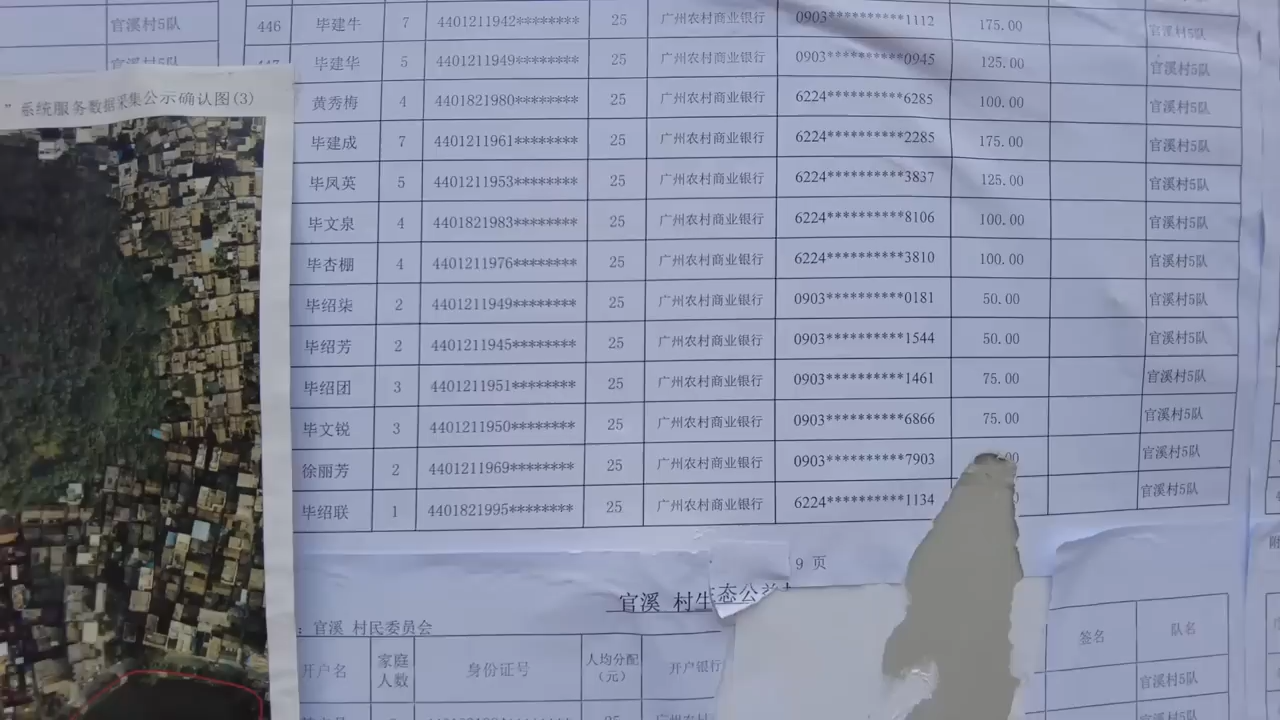 官溪村5队
446 毕建牛 7 4401211942******** 25 广州农村商业银行 0903**********1112 175.00 官溪村5队
官溪村5队
毕建华 5 4401211949******** 25 广州农村商业银行 0903**********0945 125.00 官溪村5队
”系统服务数据采集公示确认图(3)
黄秀梅 4 4401821980******** 25 广州农村商业银行 6224**********6285 100.00 官溪村5队
毕建成 7 4401211961******** 25 广州农村商业银行 6224**********2285 175.00 官溪村5队
毕凤英 5 4401211953******** 25 广州农村商业银行 6224**********3837 125.00 官溪村5队
毕文泉 4 4401821983******** 25 广州农村商业银行 6224**********8106 100.00 官溪村5队
毕杏棚 4 4401211976******** 25 广州农村商业银行 6224**********3810 100.00 官溪村5队
毕绍柒 2 4401211949******** 25 广州农村商业银行 0903**********0181 50.00 官溪村5队
毕绍芳 2 4401211945******** 25 广州农村商业银行 0903**********1544 50.00 官溪村5队
毕绍团 3 4401211951******** 25 广州农村商业银行 0903**********1461 75.00 官溪村5队
毕文锐 3 4401211950******** 25 广州农村商业银行 0903**********6866 75.00 官溪村5队
徐丽芳 2 4401211969******** 25 广州农村商业银行 0903**********7903 官溪村5队
毕绍联 1 4401821995******** 25 广州农村商业银行 6224**********1134 官溪村5队
9 页
官溪 村生态公益
：官溪 村民委员会
开户名 家庭人数 身份证号 人均分配（元） 开户银行 签名 队名
官溪村5队